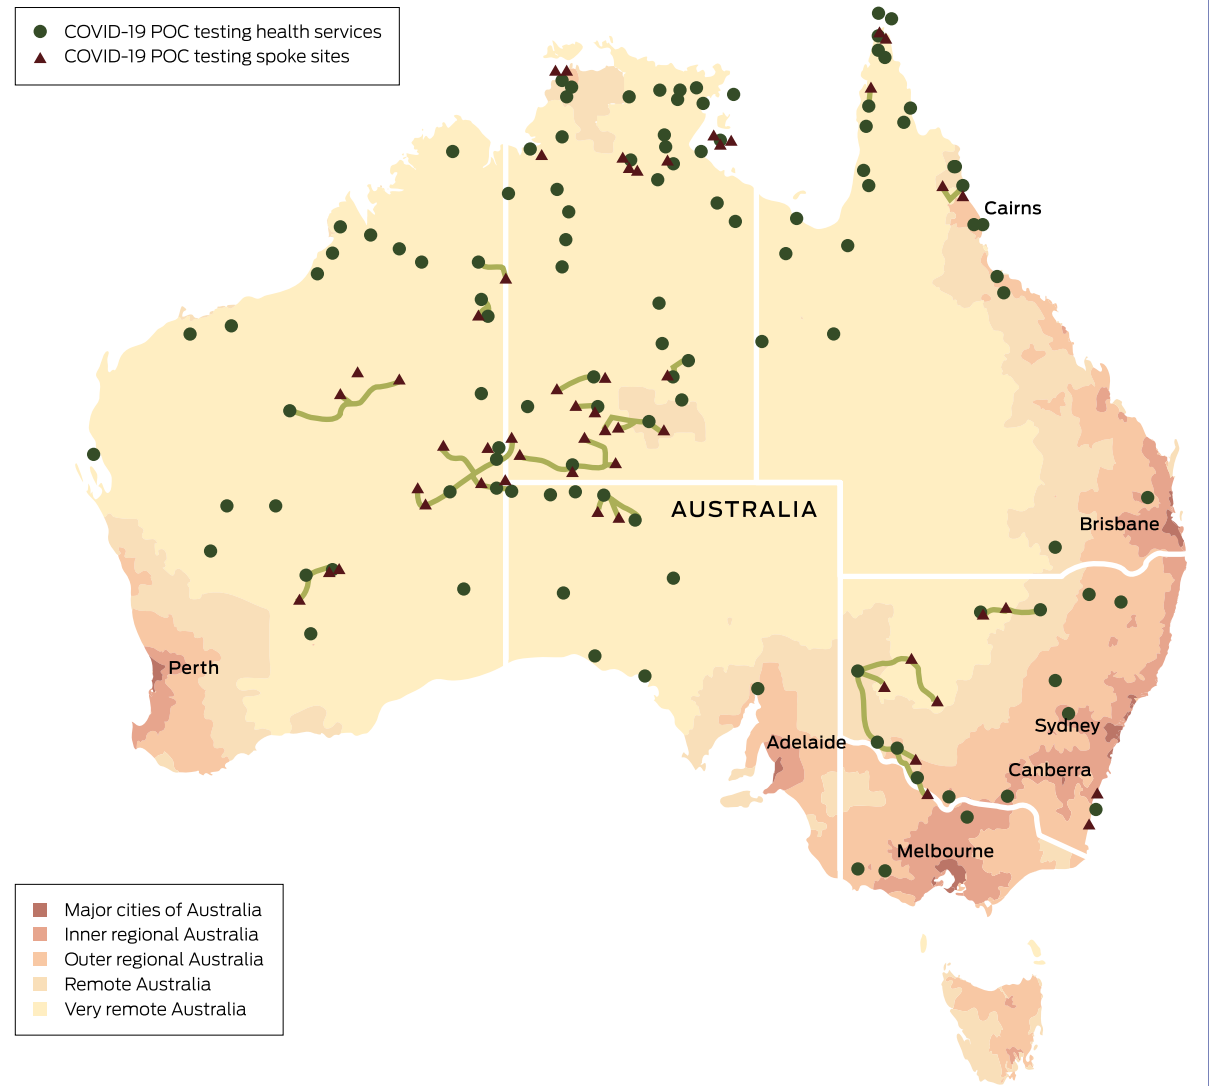 COVID-19 POC testing health services
COVID-19 POC testing spoke sites
Cairns
AUSTRALIA
Brisbane
Perth
Sydney
Adelaide
Canberra
Melbourne
Major cities of Australia
Inner regional Australia
Outer regional Australia
Remote Australia
Very remote Australia